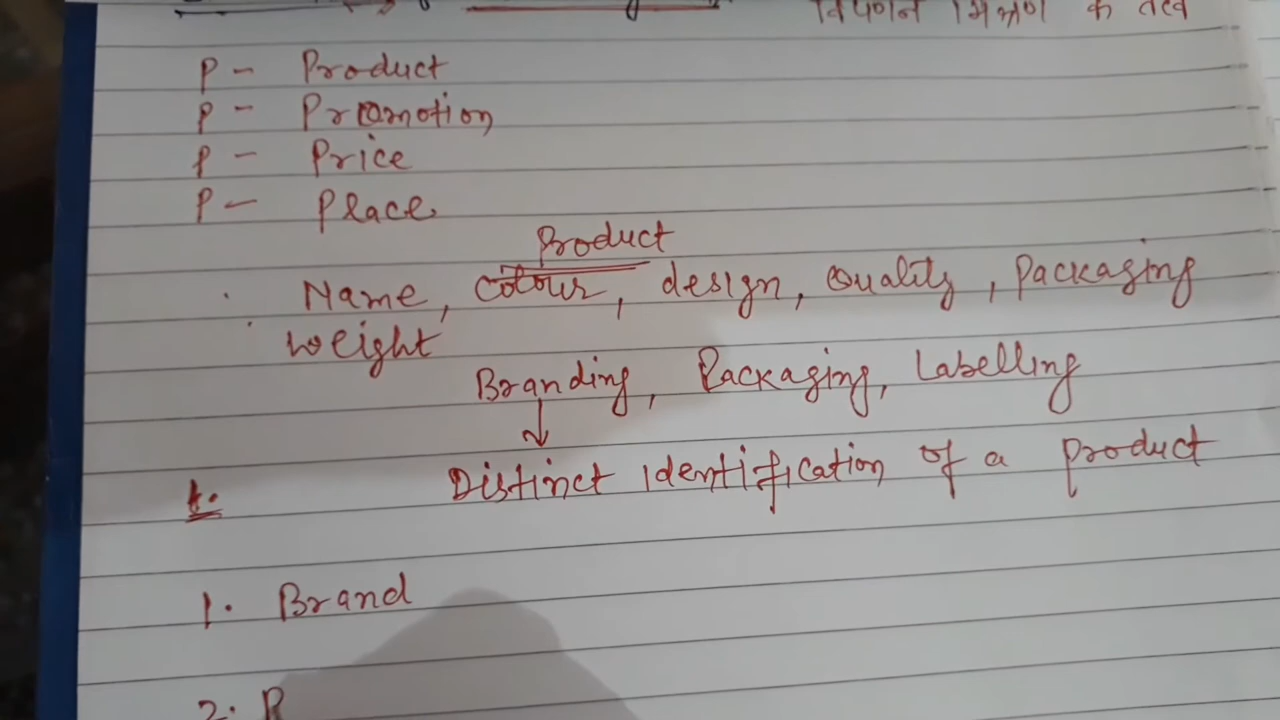 विपणन मिश्रण के तत्व
P - Product
P - Promotion
P - Price
P - Place
Product
Name, Colour, design, Quality, Packaging
weight
Branding, Packaging, Labelling
↓
Distinct identification of a product
1.
1. Brand
2. B